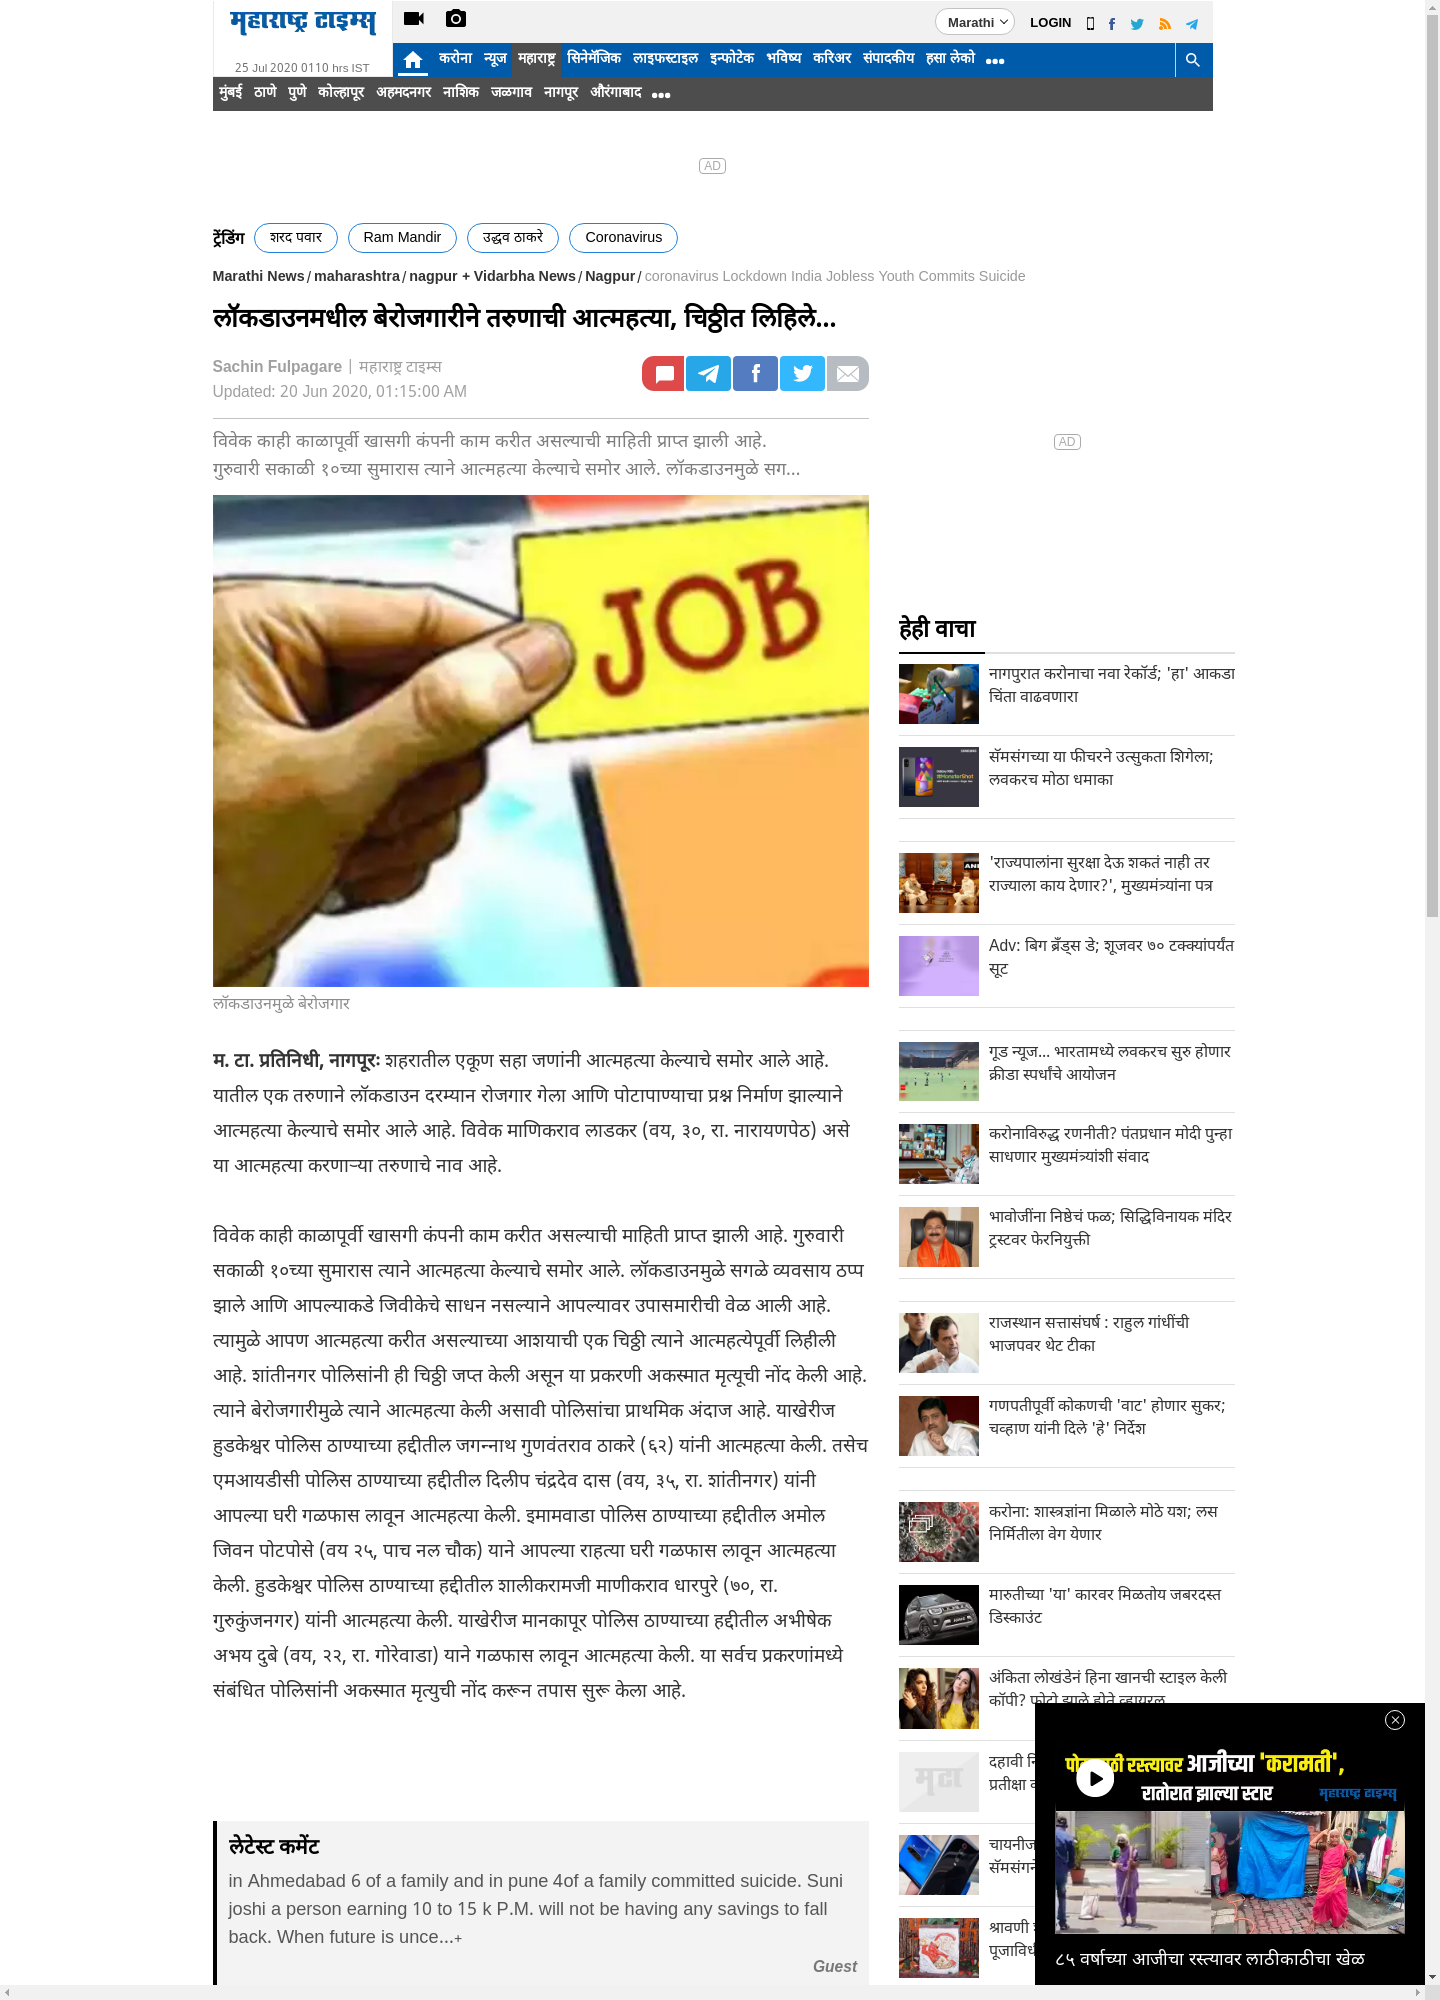 महाराष्ट्र टाइम्स
25 Jul 2020 0110 hrs IST
Marathi
LOGIN
करोना न्यूज महाराष्ट्र सिनेमॅजिक लाइफस्टाइल इन्फोटेक भविष्य करिअर संपादकीय हसा लेको
मुंबई ठाणे पुणे कोल्हापूर अहमदनगर नाशिक जळगाव नागपूर औरंगाबाद
AD
ट्रेंडिंग शरद पवार Ram Mandir उद्धव ठाकरे Coronavirus
Marathi News / maharashtra / nagpur + Vidarbha News / Nagpur / coronavirus Lockdown India Jobless Youth Commits Suicide
लॉकडाउनमधील बेरोजगारीने तरुणाची आत्महत्या, चिठ्ठीत लिहिले...
Sachin Fulpagare | महाराष्ट्र टाइम्स
Updated: 20 Jun 2020, 01:15:00 AM
विवेक काही काळापूर्वी खासगी कंपनी काम करीत असल्याची माहिती प्राप्त झाली आहे.
गुरुवारी सकाळी १०च्या सुमारास त्याने आत्महत्या केल्याचे समोर आले. लॉकडाउनमुळे सग...
JOB
लॉकडाउनमुळे बेरोजगार
म. टा. प्रतिनिधी, नागपूरः शहरातील एकूण सहा जणांनी आत्महत्या केल्याचे समोर आले आहे.
यातील एक तरुणाने लॉकडाउन दरम्यान रोजगार गेला आणि पोटापाण्याचा प्रश्न निर्माण झाल्याने
आत्महत्या केल्याचे समोर आले आहे. विवेक माणिकराव लाडकर (वय, ३०, रा. नारायणपेठ) असे
या आत्महत्या करणाऱ्या तरुणाचे नाव आहे.
विवेक काही काळापूर्वी खासगी कंपनी काम करीत असल्याची माहिती प्राप्त झाली आहे. गुरुवारी
सकाळी १०च्या सुमारास त्याने आत्महत्या केल्याचे समोर आले. लॉकडाउनमुळे सगळे व्यवसाय ठप्प
झाले आणि आपल्याकडे जिवीकेचे साधन नसल्याने आपल्यावर उपासमारीची वेळ आली आहे.
त्यामुळे आपण आत्महत्या करीत असल्याच्या आशयाची एक चिठ्ठी त्याने आत्महत्येपूर्वी लिहीली
आहे. शांतीनगर पोलिसांनी ही चिठ्ठी जप्त केली असून या प्रकरणी अकस्मात मृत्यूची नोंद केली आहे.
त्याने बेरोजगारीमुळे त्याने आत्महत्या केली असावी पोलिसांचा प्राथमिक अंदाज आहे. याखेरीज
हुडकेश्वर पोलिस ठाण्याच्या हद्दीतील जगन्नाथ गुणवंतराव ठाकरे (६२) यांनी आत्महत्या केली. तसेच
एमआयडीसी पोलिस ठाण्याच्या हद्दीतील दिलीप चंद्रदेव दास (वय, ३५, रा. शांतीनगर) यांनी
आपल्या घरी गळफास लावून आत्महत्या केली. इमामवाडा पोलिस ठाण्याच्या हद्दीतील अमोल
जिवन पोटपोसे (वय २५, पाच नल चौक) याने आपल्या राहत्या घरी गळफास लावून आत्महत्या
केली. हुडकेश्वर पोलिस ठाण्याच्या हद्दीतील शालीकरामजी माणीकराव धारपुरे (७०, रा.
गुरुकुंजनगर) यांनी आत्महत्या केली. याखेरीज मानकापूर पोलिस ठाण्याच्या हद्दीतील अभीषेक
अभय दुबे (वय, २२, रा. गोरेवाडा) याने गळफास लावून आत्महत्या केली. या सर्वच प्रकरणांमध्ये
संबंधित पोलिसांनी अकस्मात मृत्युची नोंद करून तपास सुरू केला आहे.
लेटेस्ट कमेंट
in Ahmedabad 6 of a family and in pune 4of a family committed suicide. Suni
joshi a person earning 10 to 15 k P.M. will not be having any savings to fall
back. When future is unce...+
Guest
AD
हेही वाचा
नागपुरात करोनाचा नवा रेकॉर्ड; 'हा' आकडा
चिंता वाढवणारा
सॅमसंगच्या या फीचरने उत्सुकता शिगेला;
लवकरच मोठा धमाका
'राज्यपालांना सुरक्षा देऊ शकतं नाही तर
राज्याला काय देणार?', मुख्यमंत्र्यांना पत्र
Adv: बिग ब्रँड्स डे; शूजवर ७० टक्क्यांपर्यंत
सूट
गूड न्यूज... भारतामध्ये लवकरच सुरु होणार
क्रीडा स्पर्धांचे आयोजन
करोनाविरुद्ध रणनीती? पंतप्रधान मोदी पुन्हा
साधणार मुख्यमंत्र्यांशी संवाद
भावोजींना निष्ठेचं फळ; सिद्धिविनायक मंदिर
ट्रस्टवर फेरनियुक्ती
राजस्थान सत्तासंघर्ष : राहुल गांधींची
भाजपवर थेट टीका
गणपतीपूर्वी कोकणची 'वाट' होणार सुकर;
चव्हाण यांनी दिले 'हे' निर्देश
करोना: शास्त्रज्ञांना मिळाले मोठे यश; लस
निर्मितीला वेग येणार
मारुतीच्या 'या' कारवर मिळतोय जबरदस्त
डिस्काउंट
अंकिता लोखंडेनं हिना खानची स्टाइल केली
कॉपी? फोटो झाले होते व्हायरल
मटा
दहावी
प्रतीक्षा
चायनीज
श्रावणी
रस्त्यावर आजीच्या 'करामती',
रातोरात झाल्या स्टार
महाराष्ट्र टाइम्स
८५ वर्षाच्या आजीचा रस्त्यावर लाठीकाठीचा खेळ